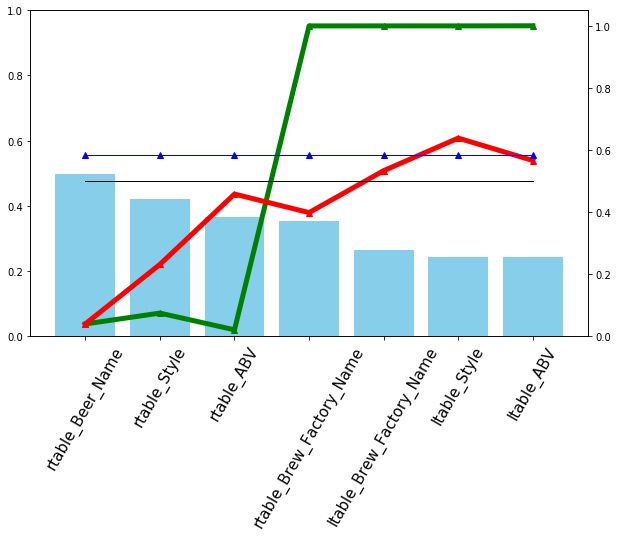 1.0
0.8
0.6
0.4
0.2
0.0
1.0
0.8
0.6
0.4
0.2
0.0
rtable_Beer_Name
rtable_Style
rtable_ABV
rtable_Brew_Factory_Name
ltable_Brew_Factory_Name
ltable_Style
ltable_ABV